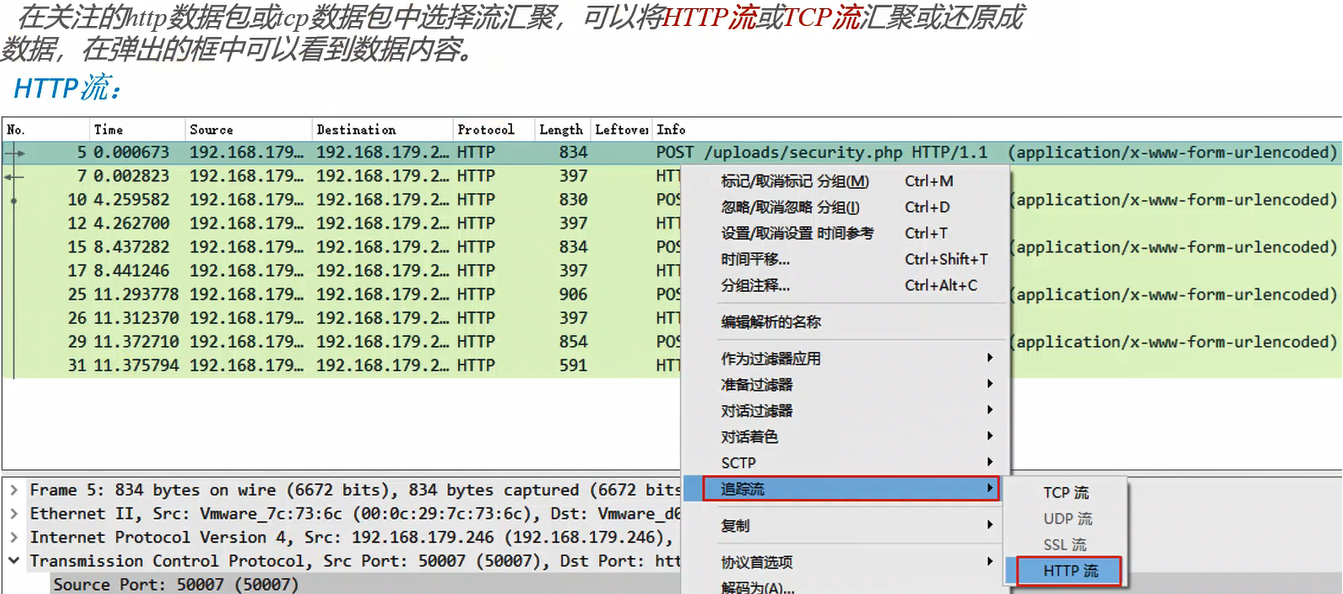 在关注的http数据包或tcp数据包中选择流汇聚，可以将HTTP流或TCP流汇聚或还原成
数据，在弹出的框中可以看到数据内容。
HTTP流：
No. Time Source Destination Protocol Length Leftover Info
5 0.000673 192.168.179… 192.168.179.2… HTTP 834 POST /uploads/security.php HTTP/1.1 (application/x-www-form-urlencoded)
7 0.002823 192.168.179… 192.168.179.2… HTTP 397 HTT
10 4.259582 192.168.179… 192.168.179.2… HTTP 830 POS (application/x-www-form-urlencoded)
12 4.262700 192.168.179… 192.168.179.2… HTTP 397 HTT
15 8.437282 192.168.179… 192.168.179.2… HTTP 834 POS (application/x-www-form-urlencoded)
17 8.441246 192.168.179… 192.168.179.2… HTTP 397 HTT
25 11.293778 192.168.179… 192.168.179.2… HTTP 906 POS (application/x-www-form-urlencoded)
26 11.312370 192.168.179… 192.168.179.2… HTTP 397 HTT
29 11.372710 192.168.179… 192.168.179.2… HTTP 854 POS (application/x-www-form-urlencoded)
31 11.375794 192.168.179… 192.168.179.2… HTTP 591 HTT
标记/取消标记 分组(M) Ctrl+M
忽略/取消忽略 分组(I) Ctrl+D
设置/取消设置 时间参考 Ctrl+T
时间平移... Ctrl+Shift+T
分组注释... Ctrl+Alt+C
编辑解析的名称
作为过滤器应用
准备过滤器
对话过滤器
对话着色
SCTP
追踪流
复制
协议首选项
解码为(A)...
TCP 流
UDP 流
SSL 流
HTTP 流
Frame 5: 834 bytes on wire (6672 bits), 834 bytes captured (6672 bits
Ethernet II, Src: Vmware_7c:73:6c (00:0c:29:7c:73:6c), Dst: Vmware_d0
Internet Protocol Version 4, Src: 192.168.179.246 (192.168.179.246),
Transmission Control Protocol, Src Port: 50007 (50007), Dst Port: htt
Source Port: 50007 (50007)